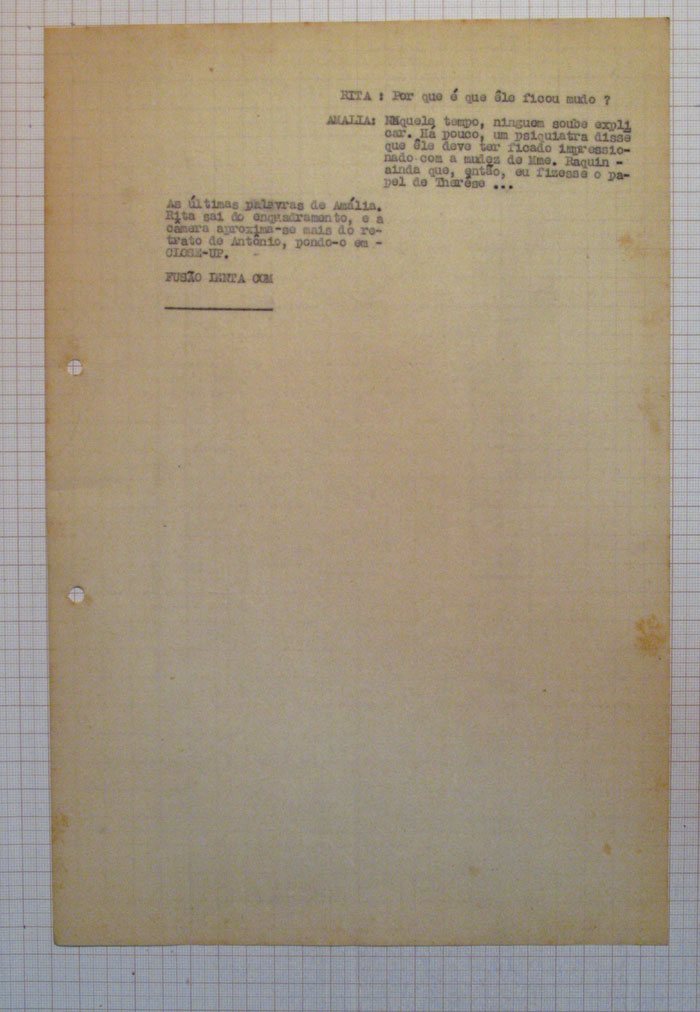 RITA : Por que é que êle ficou mudo ?
AMALIA: Naquele tempo, ninguem soube expli
car. Há pouco, um psiquiatra disse
que êle deve ter ficado impressio-
nado com a mudez de Mme. Raquin -
ainda que, então, eu fizesse o pa-
pel de Therèse ...
As últimas palavras de Amália.
Rita sai do enquadramento, e a
câmera aproxima-se mais do re-
trato de Antônio, pondo-o em -
CLOSE-UP. -
FUSÃO LENTA COM